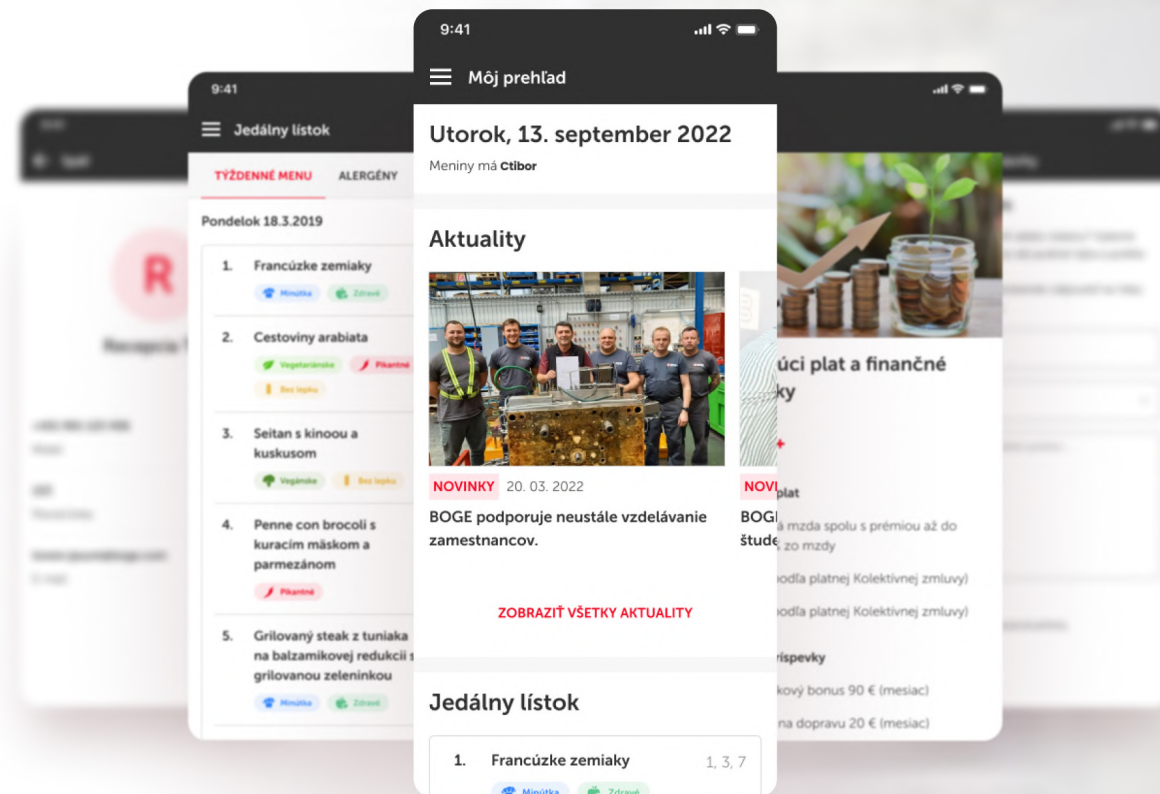 9:41
Môj prehľad
Utorok, 13. september 2022
Meniny má Ctibor
Aktuality
NOVINKY 20. 03. 2022
BOGE podporuje neustále vzdelávanie
zamestnancov.
NOVI
BOGE
štude
ZOBRAZIŤ VŠETKY AKTUALITY
Jedálny lístok
1. Francúzke zemiaky 1, 3, 7
Minútka Zdravé
9:41
Jedálny lístok
TÝŽDENNÉ MENU ALERGÉNY
Pondelok 18.3.2019
1. Francúzke zemiaky
Minútka Zdravé
2. Cestoviny arabiata
Vegetariánske Pikantné
Bez lepku
3. Seitan s kinoou a
kuskusom
Vegánske Bez lepku
4. Penne con brocoli s
kuracím mäskom a
parmezánom
Pikantné
5. Grilovaný steak z tuniaka
na balzamikovej redukcii s
grilovanou zeleninkou
Minútka Zdravé
úci plat a finančné
ky
+
plat
á mzda spolu s prémiou až do
zo mzdy
podľa platnej Kolektívnej zmluvy)
podľa platnej Kolektívnej zmluvy)
ríspevky
kový bonus 90 € (mesiac)
na dopravu 20 € (mesiac)
R
Recepcia